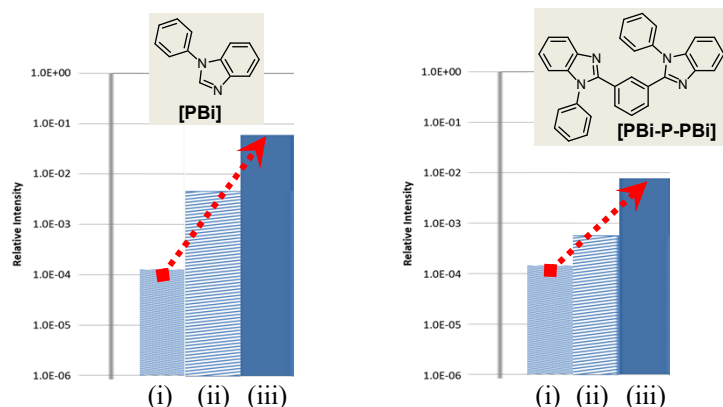 N
N
[PBi]
Relative Intensity
1.0E+00
1.0E-01
1.0E-02
1.0E-03
1.0E-04
1.0E-05
1.0E-06
(i) (ii) (iii)
N
N
N
N
[PBi-P-PBi]
Relative Intensity
1.0E+00
1.0E-01
1.0E-02
1.0E-03
1.0E-04
1.0E-05
1.0E-06
(i) (ii) (iii)